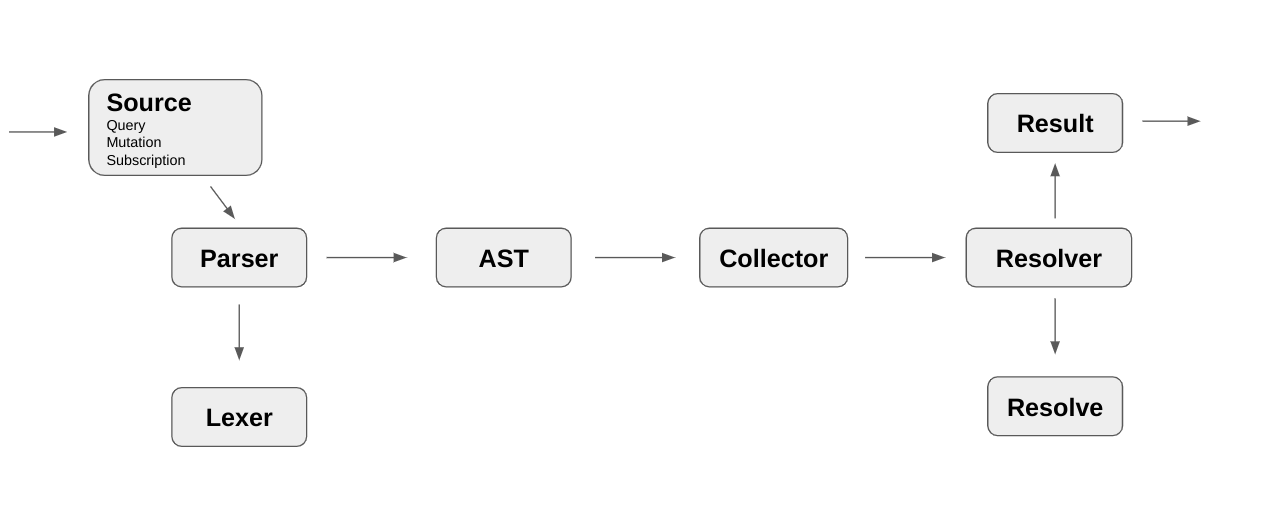 Source
Query
Mutation
Subscription
Result
Parser
AST
Collector
Resolver
Lexer
Resolve